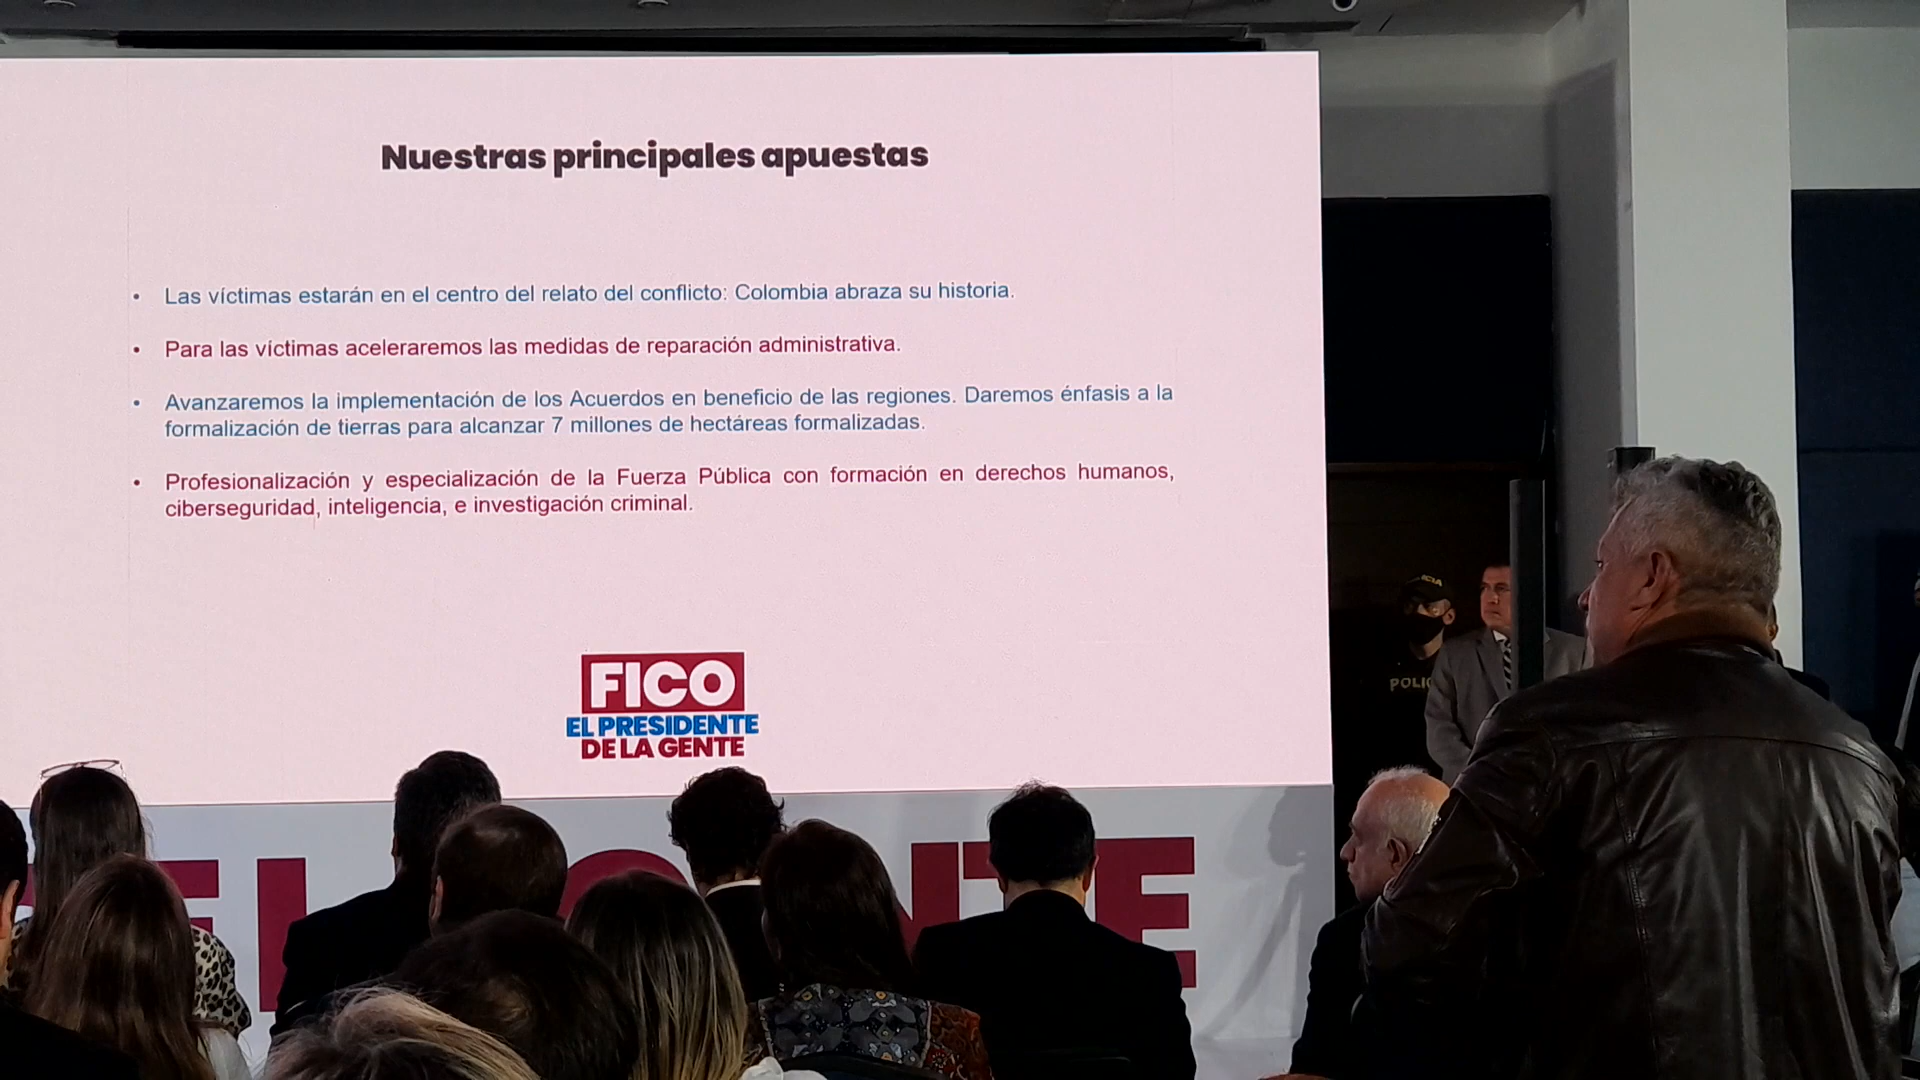 Nuestras principales apuestas
• Las víctimas estarán en el centro del relato del conflicto: Colombia abraza su historia.
• Para las víctimas aceleraremos las medidas de reparación administrativa.
• Avanzaremos la implementación de los Acuerdos en beneficio de las regiones. Daremos énfasis a la
formalización de tierras para alcanzar 7 millones de hectáreas formalizadas.
• Profesionalización y especialización de la Fuerza Pública con formación en derechos humanos,
ciberseguridad, inteligencia, e investigación criminal.
FICO
EL PRESIDENTE
DE LA GENTE